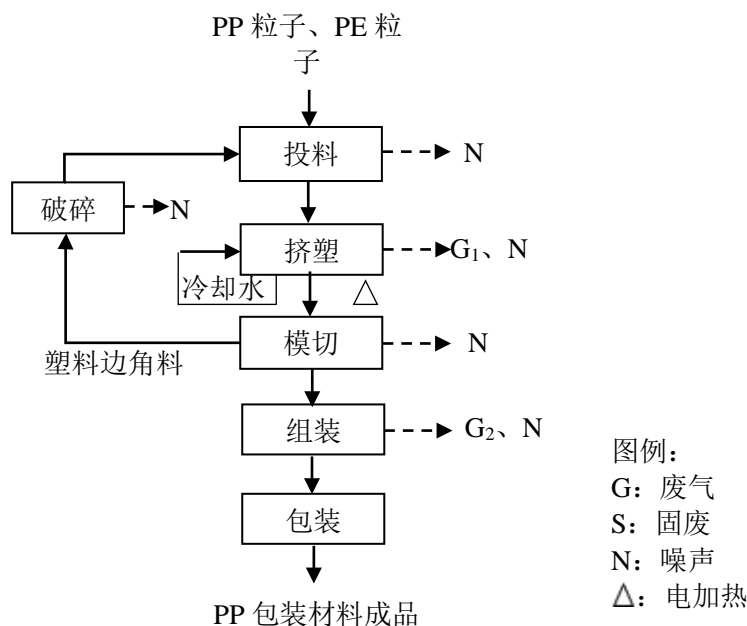 PP 粒子、PE 粒
子
投料
N
破碎
N
挤塑
G₁、N
冷却水
模切
N
塑料边角料
组装
G₂、N
包装
PP 包装材料成品
图例：
G：废气
S：固废
N：噪声
△：电加热